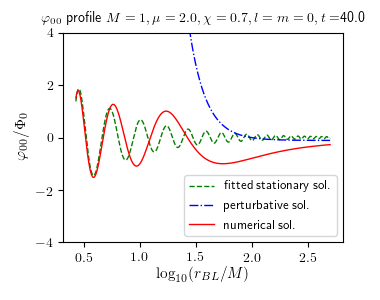 φ₀₀ profile M = 1, μ = 2.0, χ = 0.7, l = m = 0, t =40.0
φ₀₀/Φ₀
4
2
0
−2
−4
fitted stationary sol.
perturbative sol.
numerical sol.
0.5 1.0 1.5 2.0 2.5
log₁₀(r_BL/M)